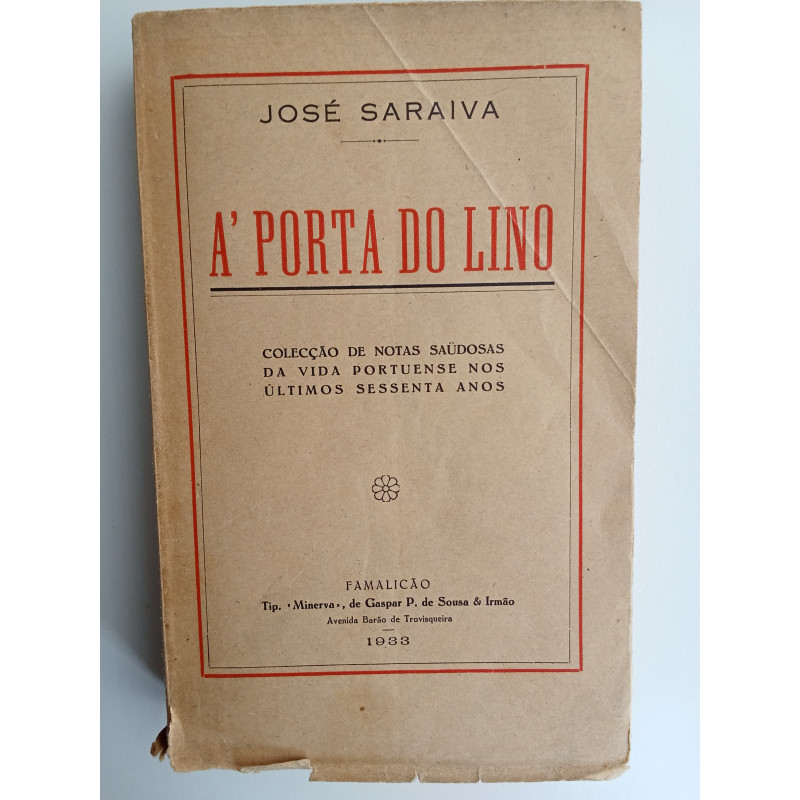 JOSÉ SARAIVA
A' PORTA DO LINO
COLECÇÃO DE NOTAS SAÜDOSAS
DA VIDA PORTUENSE NOS
ÚLTIMOS SESSENTA ANOS
FAMALICÃO
Tip. «Minerva», de Gaspar P. de Sousa & Irmão
Avenida Barão de Trovisqueira
1933